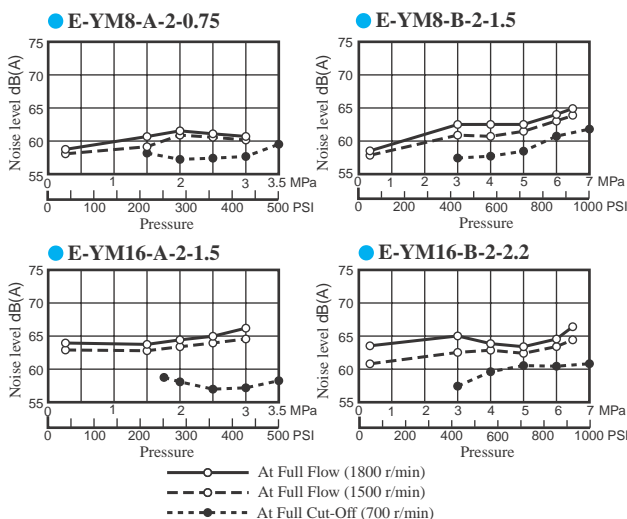 E-YM8-A-2-0.75
75
70
65
60
55
Noise level dB(A)
0 1 2 3 3.5 MPa
0 100 200 300 400 500 PSI
Pressure
E-YM8-B-2-1.5
75
70
65
60
55
Noise level dB(A)
0 1 2 2 3 4 5 6 7 MPa
0 200 400 600 800 1000 PSI
Pressure
E-YM16-A-2-1.5
75
70
65
60
55
Noise level dB(A)
0 1 2 3 3.5 MPa
0 100 200 300 400 500 PSI
Pressure
E-YM16-B-2-2.2
75
70
65
60
55
Noise level dB(A)
0 1 2 3 4 5 6 7 MPa
0 200 400 600 800 1000 PSI
Pressure
At Full Flow (1800 r/min)
At Full Flow (1500 r/min)
At Full Cut-Off (700 r/min)